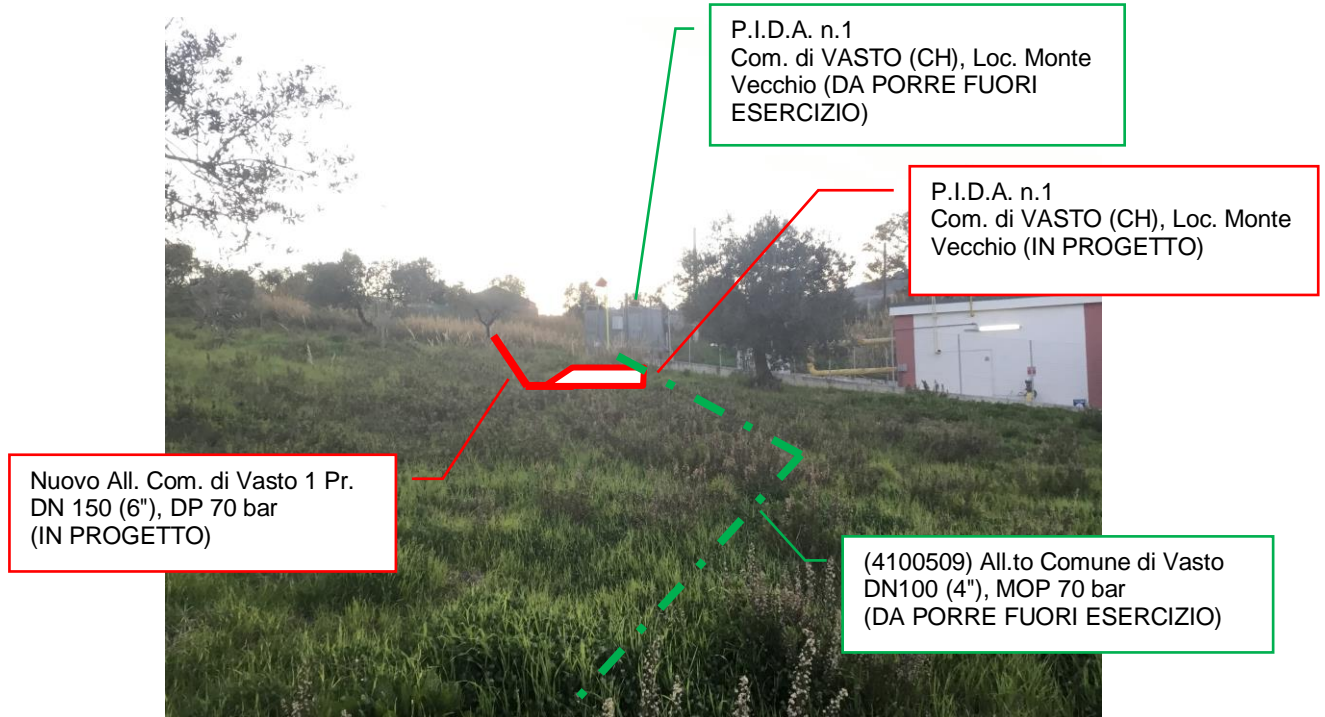 P.I.D.A. n.1
Com. di VASTO (CH), Loc. Monte
Vecchio (DA PORRE FUORI
ESERCIZIO)
P.I.D.A. n.1
Com. di VASTO (CH), Loc. Monte
Vecchio (IN PROGETTO)
Nuovo All. Com. di Vasto 1 Pr.
DN 150 (6"), DP 70 bar
(IN PROGETTO)
(4100509) All.to Comune di Vasto
DN100 (4"), MOP 70 bar
(DA PORRE FUORI ESERCIZIO)